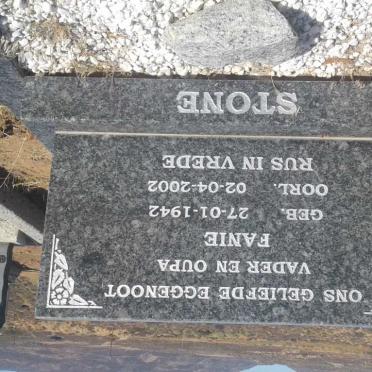 ONS GELIEFDE EGGENOOT
VADER EN OUPA
FANIE
GEB. 27-01-1942
OORL. 02-04-2002
RUS IN VREDE
STONE